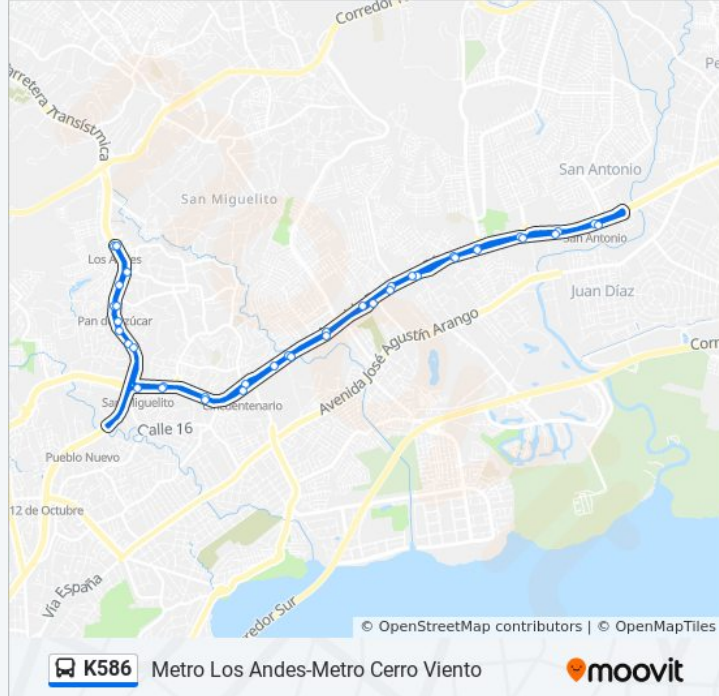 Corredor
Carretera Transístmica
San Antonio
San Miguelito
Los Andes
San Antonio
Juan Díaz
Pan de Azúcar
Avenida José Agustín Arango
Corr
San Miguelito
Cincuentenario
Calle 16
Pueblo Nuevo
12 de Octubre
Vía España
Corredor Sur
© OpenStreetMap contributors | © OpenMapTiles
K586 Metro Los Andes-Metro Cerro Viento
moovit